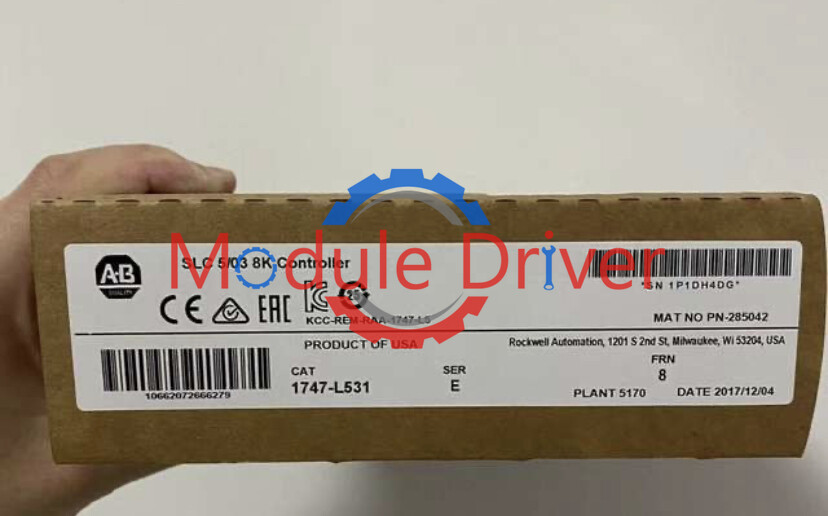 Module Driver
A-B
QUALITY
SLC 5/03 8K Controller
*SN 1P1DH4DG*
CE
EAC
25
KCC-REM-RAA-1747-L5
MAT NO PN-285042
PRODUCT OF USA
Rockwell Automation, 1201 S 2nd St, Milwaukee, Wi 53204, USA
CAT
SER
FRN
1747-L531
E
8
10662072666279
PLANT 5170
DATE 2017/12/04